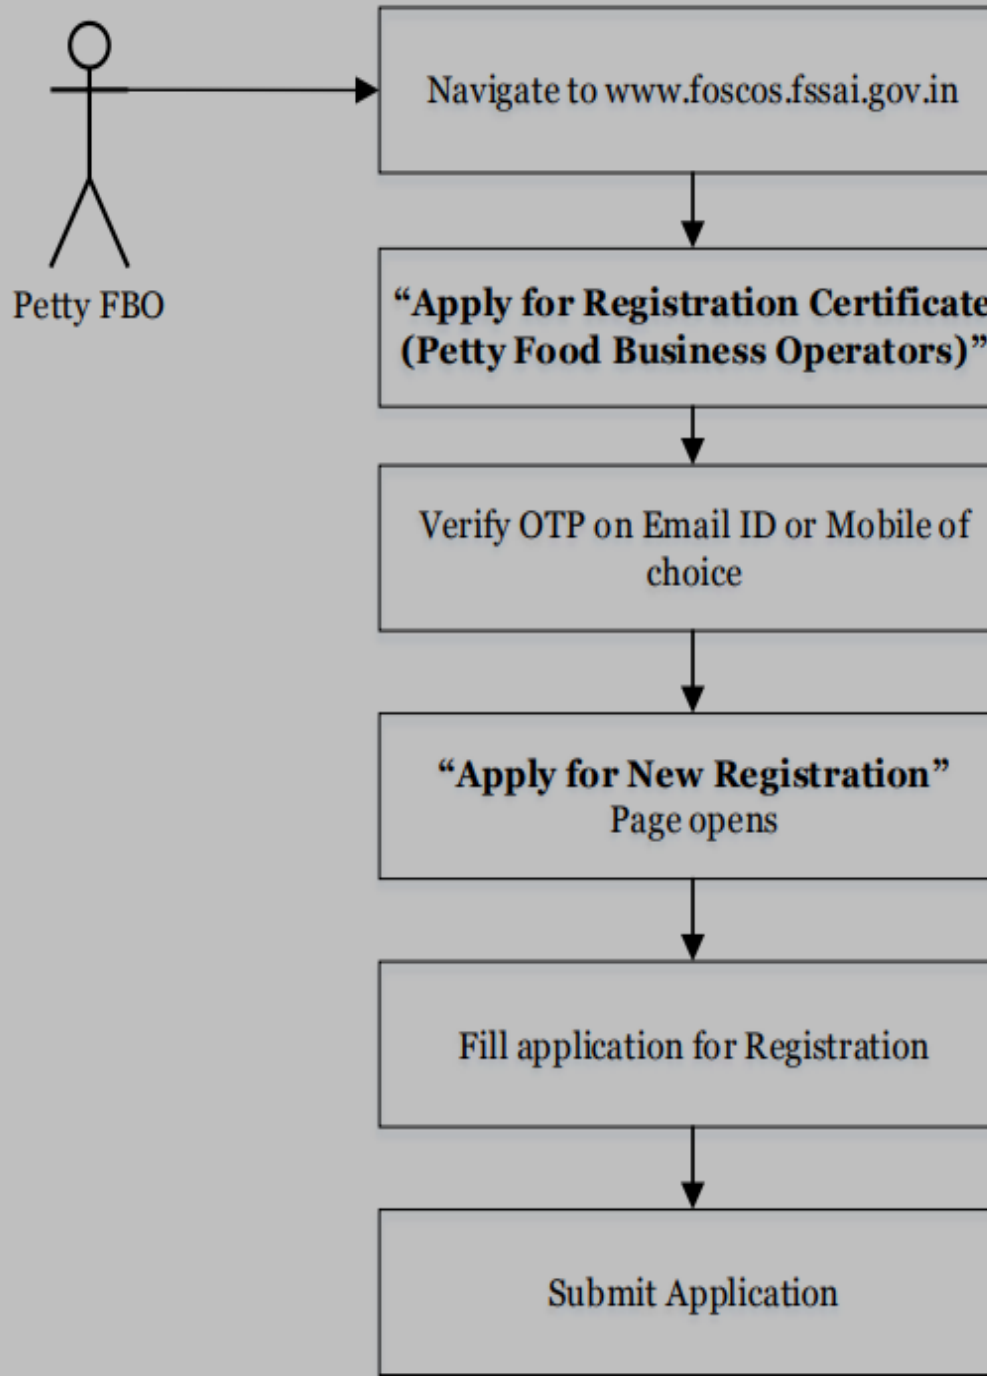 Navigate to www.foscos.fssai.gov.in
Petty FBO
“Apply for Registration Certificate
(Petty Food Business Operators)”
Verify OTP on Email ID or Mobile of
choice
“Apply for New Registration”
Page opens
Fill application for Registration
Submit Application